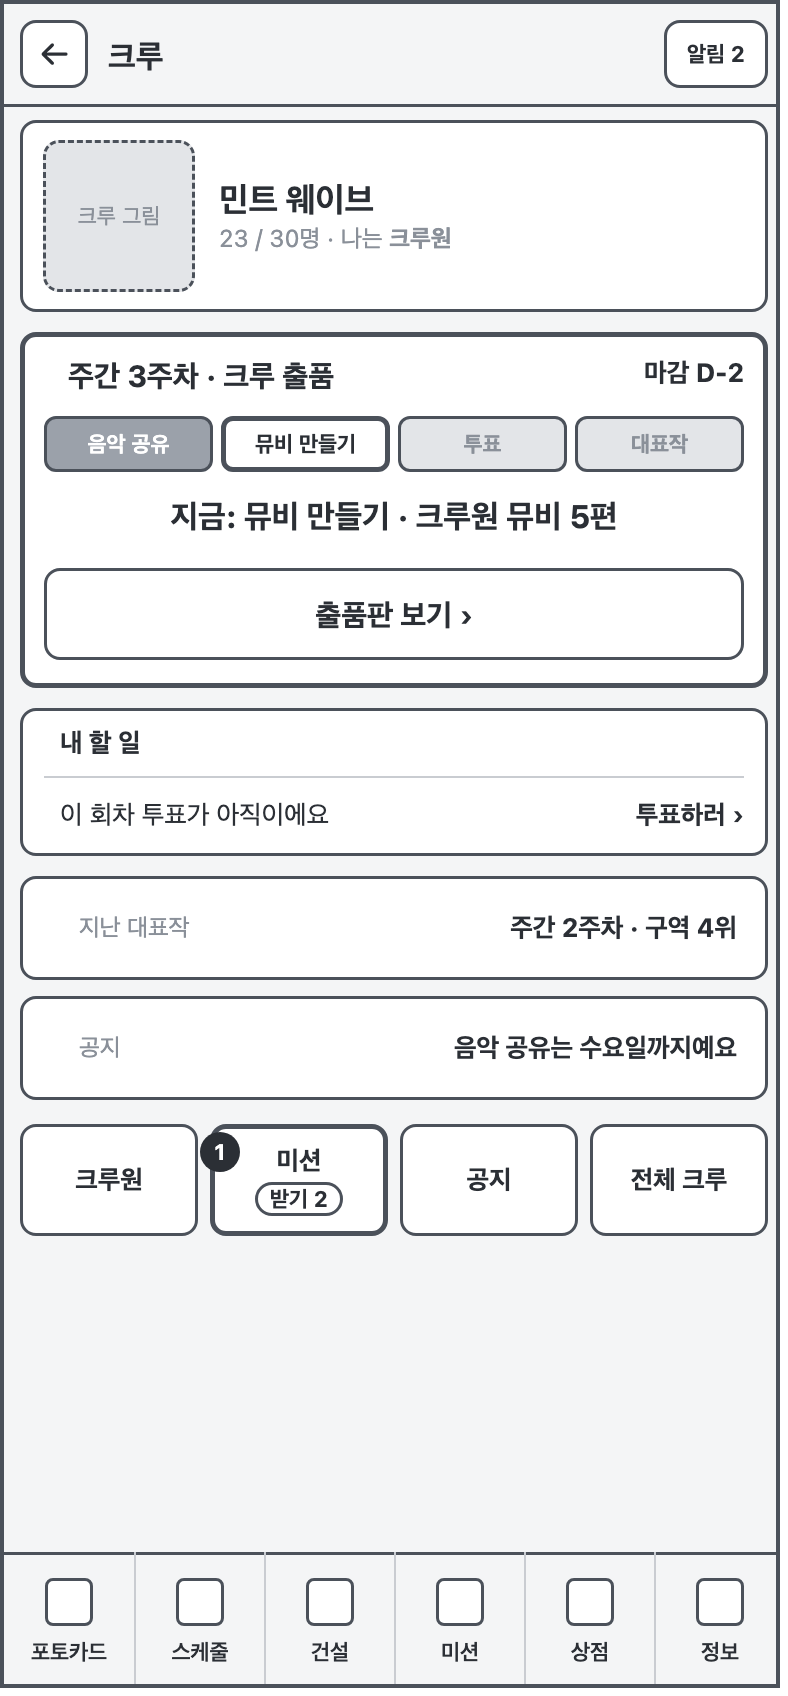 크루
알림 2
크루 그림
민트 웨이브
23 / 30명 · 나는 크루원
주간 3주차 · 크루 출품
마감 D-2
음악 공유
뮤비 만들기
투표
대표작
지금: 뮤비 만들기 · 크루원 뮤비 5편
출품판 보기 ›
내 할 일
이 회차 투표가 아직이에요
투표하러 ›
지난 대표작
주간 2주차 · 구역 4위
공지
음악 공유는 수요일까지예요
크루원
1
미션
받기 2
공지
전체 크루
포토카드
스케줄
건설
미션
상점
정보